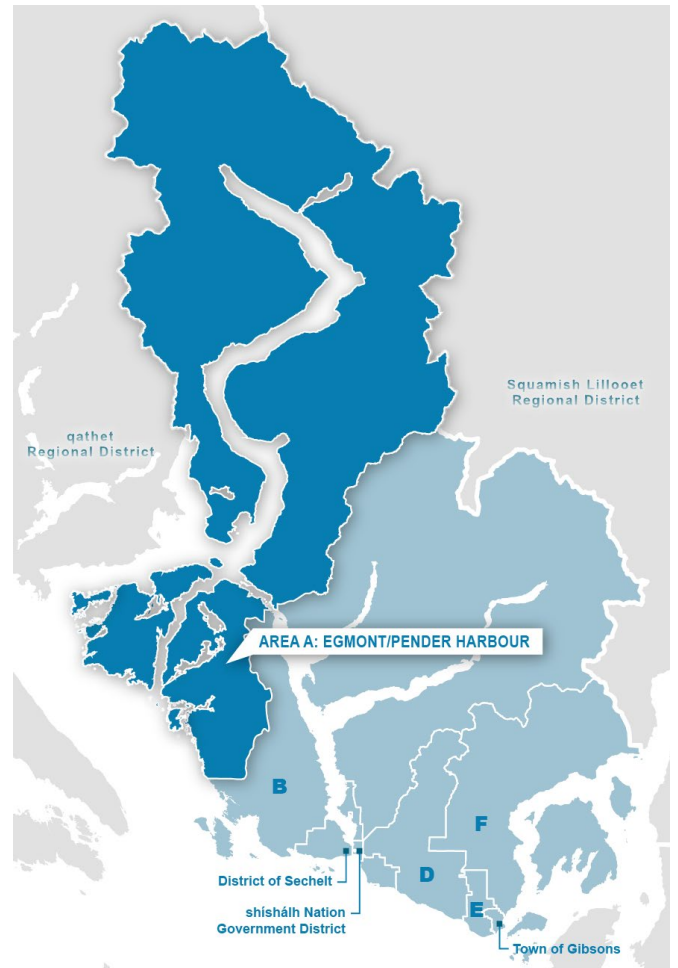 Squamish Lillooet
Regional District
qathet
Regional District
AREA A: EGMONT/PENDER HARBOUR
B
F
D
District of Sechelt
E
shíshálh Nation
Government District
Town of Gibsons